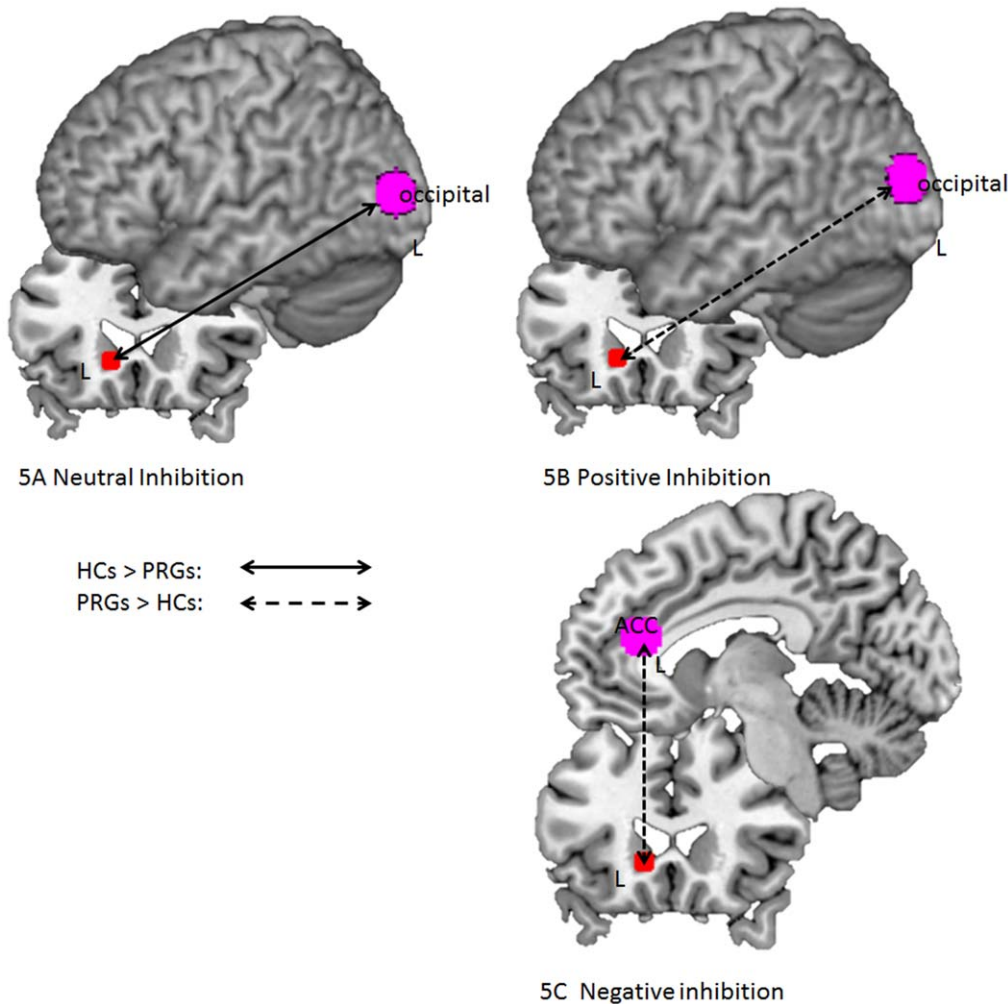 occipital
L
L
5A Neutral Inhibition
occipital
L
L
5B Positive Inhibition
HCs > PRGs:
PRGs > HCs:
ACC
L
L
5C Negative inhibition